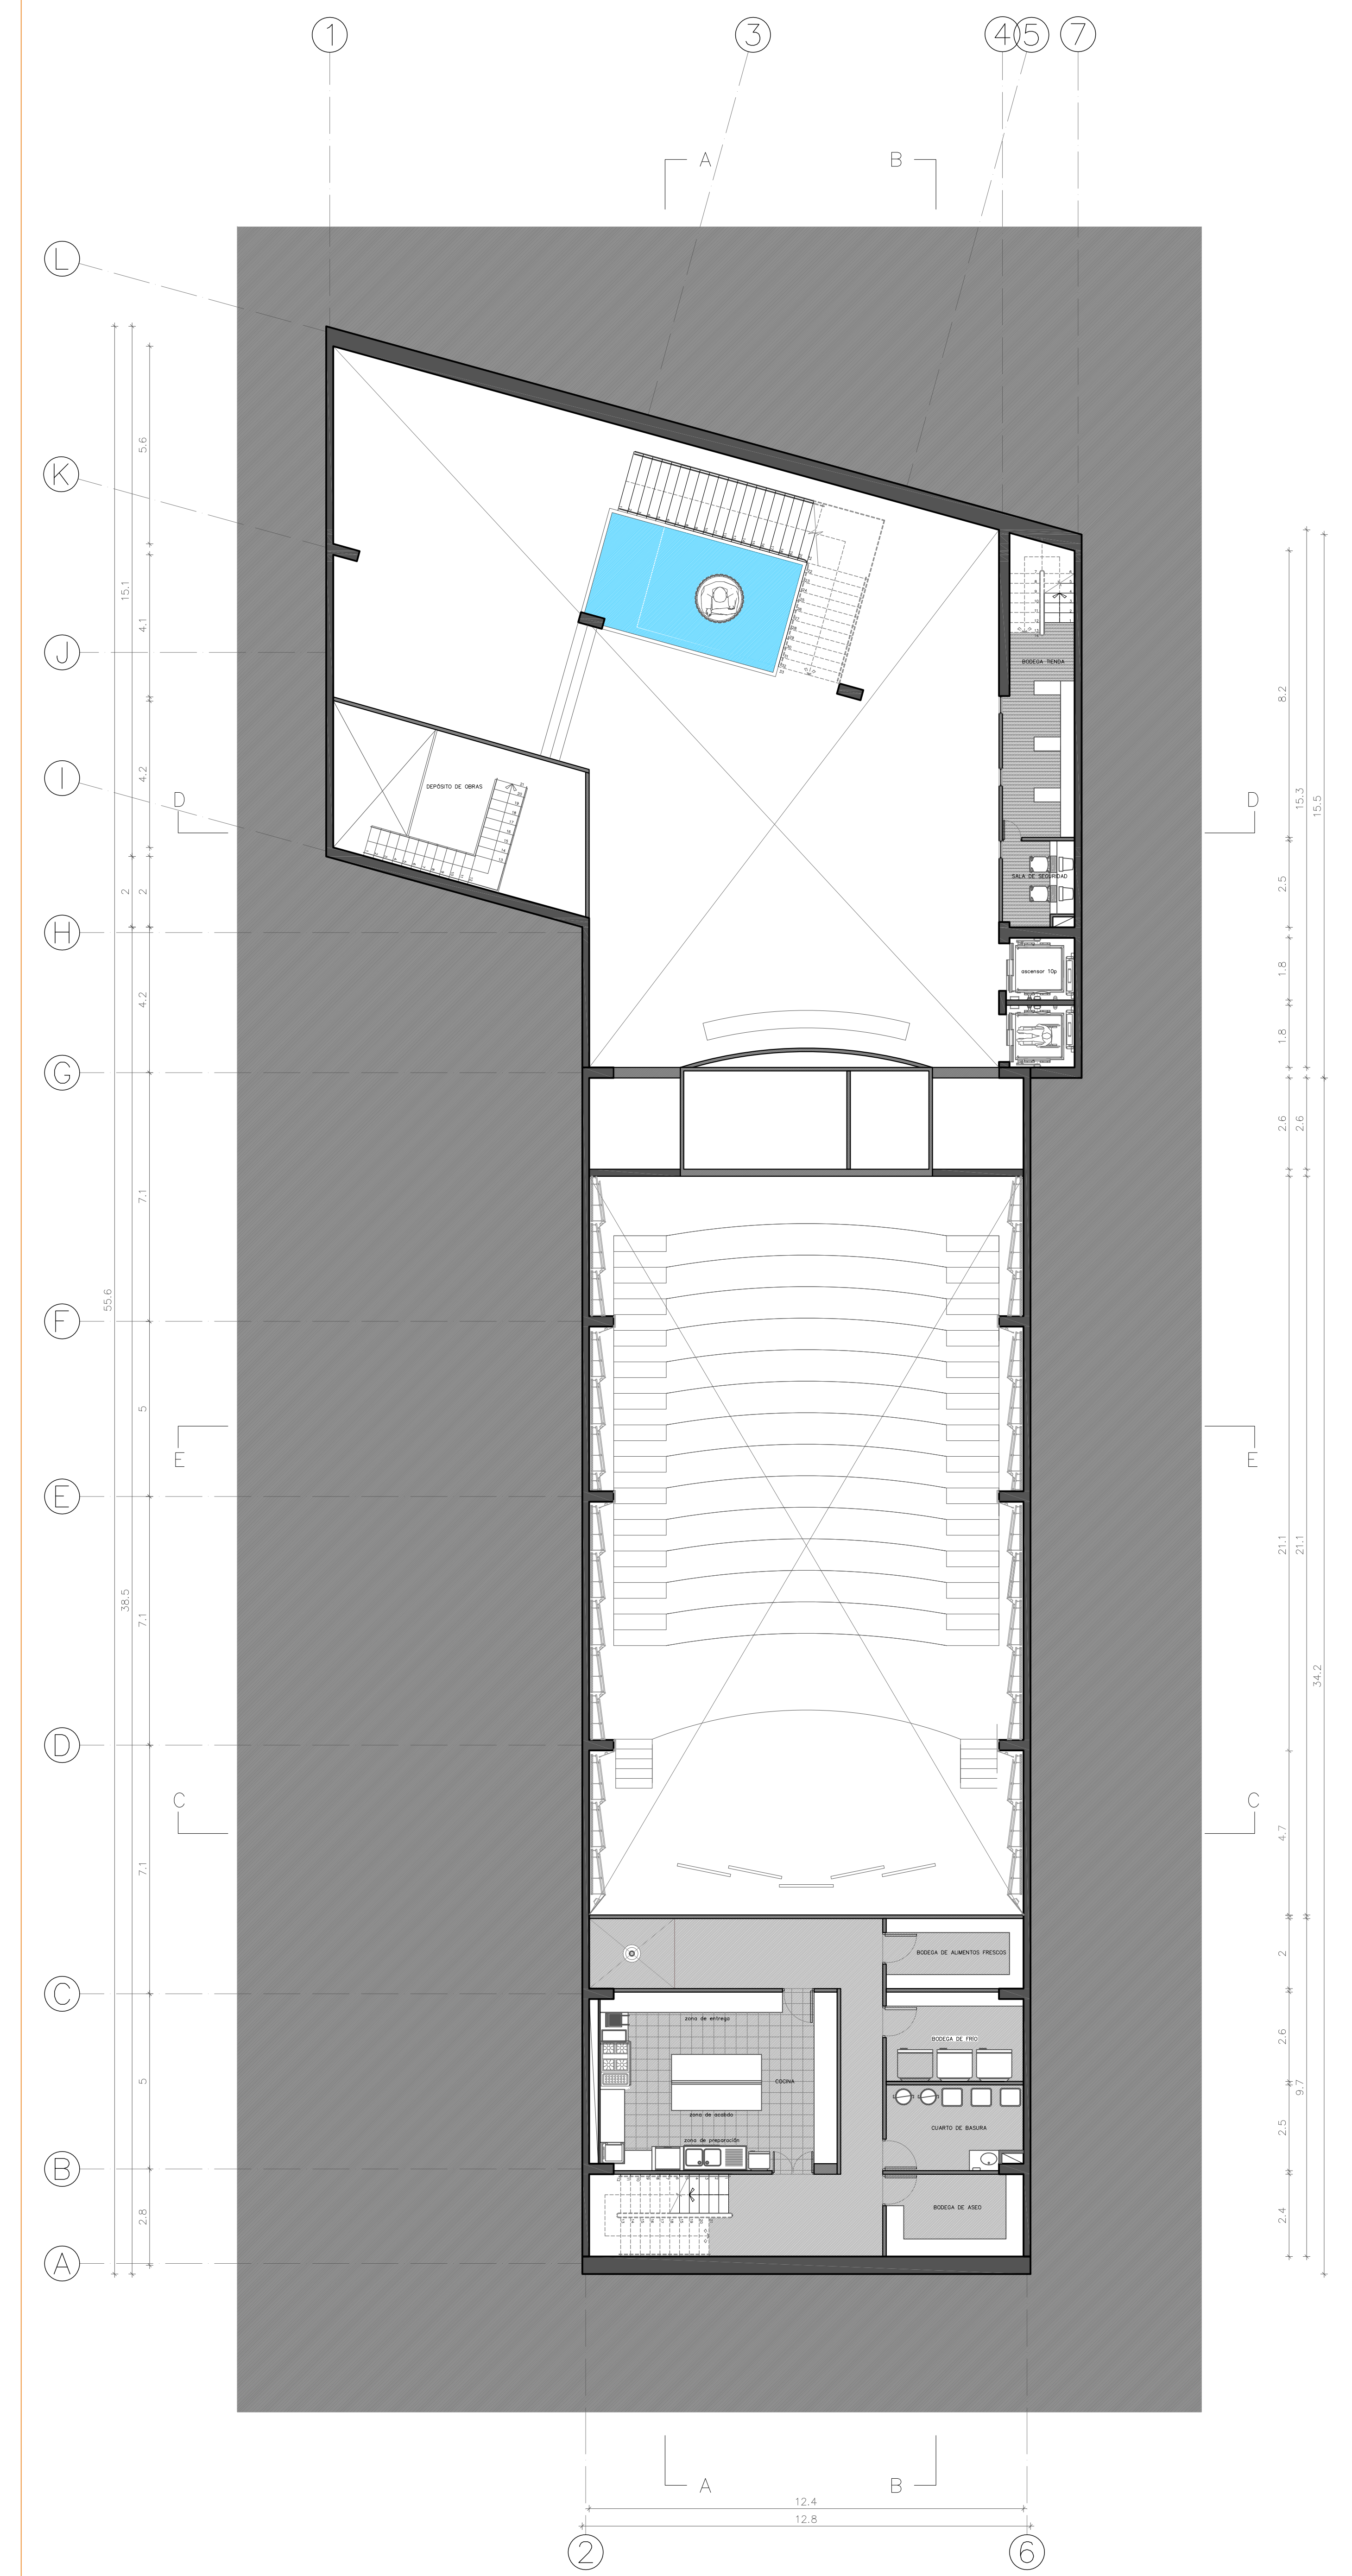 1
3
4
5
7
A
B
L
K
J
I
H
G
F
E
D
C
B
A
5.6
15.1
4.1
4.2
2
2
4.2
7.1
55.6
5
38.5
7.1
7.1
5
2.8
D
D
E
E
C
C
BODEGA TIENDA
DEPÓSITO DE OBRAS
SALA DE SEGURIDAD
ascensor 10p
8.2
15.3
15.5
2.5
1.8
1.8
2.6
2.6
21.1
21.1
34.2
4.7
2
2.6
9.7
2.5
2.4
BODEGA DE ALIMENTOS FRESCOS
zona de entrega
BODEGA DE FRÍO
COCINA
zona de acabido
CUARTO DE BASURA
zona de preparación
BODEGA DE ASEO
A
B
12.4
12.8
2
6